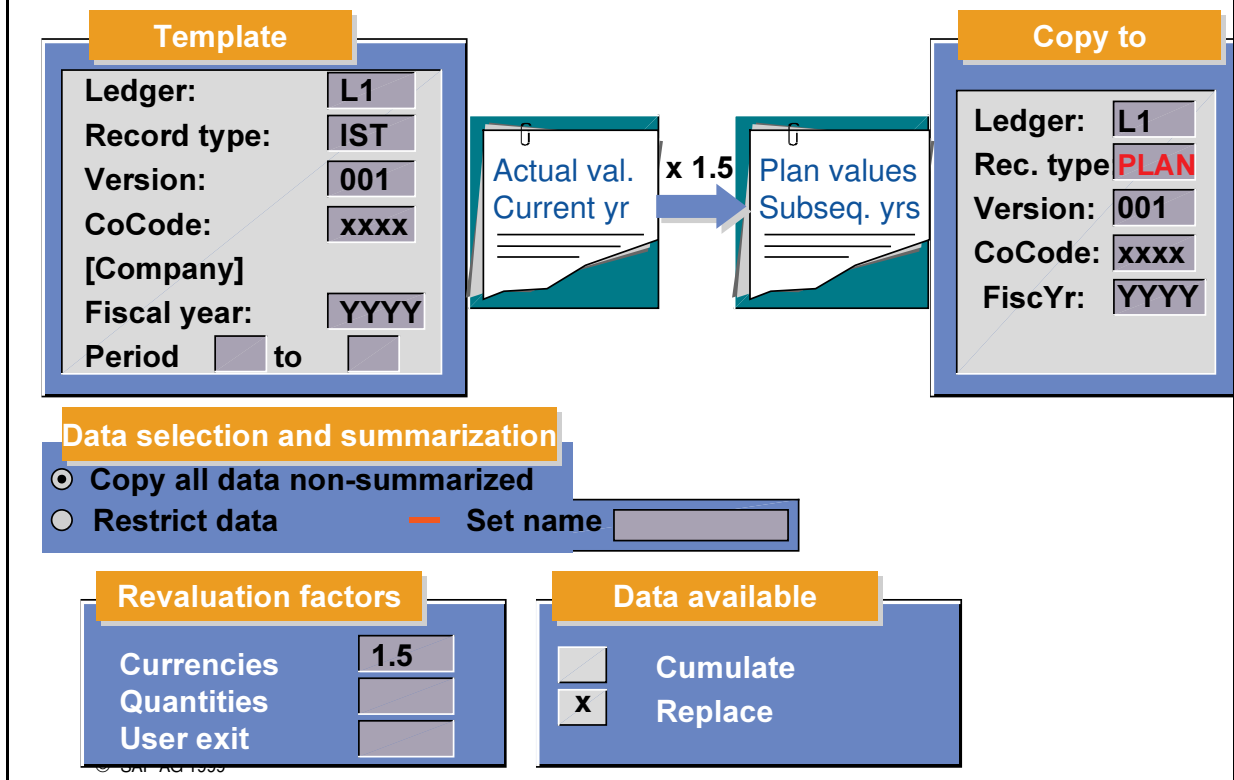 Template
Ledger: L1
Record type: IST
Version: 001
CoCode: xxxx
[Company]
Fiscal year: YYYY
Period to
Actual val.
Current yr
x 1.5
Plan values
Subseq. yrs
Copy to
Ledger: L1
Rec. type PLAN
Version: 001
CoCode: xxxx
FiscYr: YYYY
Data selection and summarization
Copy all data non-summarized
Restrict data — Set name
Revaluation factors
Currencies 1.5
Quantities
User exit
Data available
Cumulate
x Replace
© SAP AG 1999